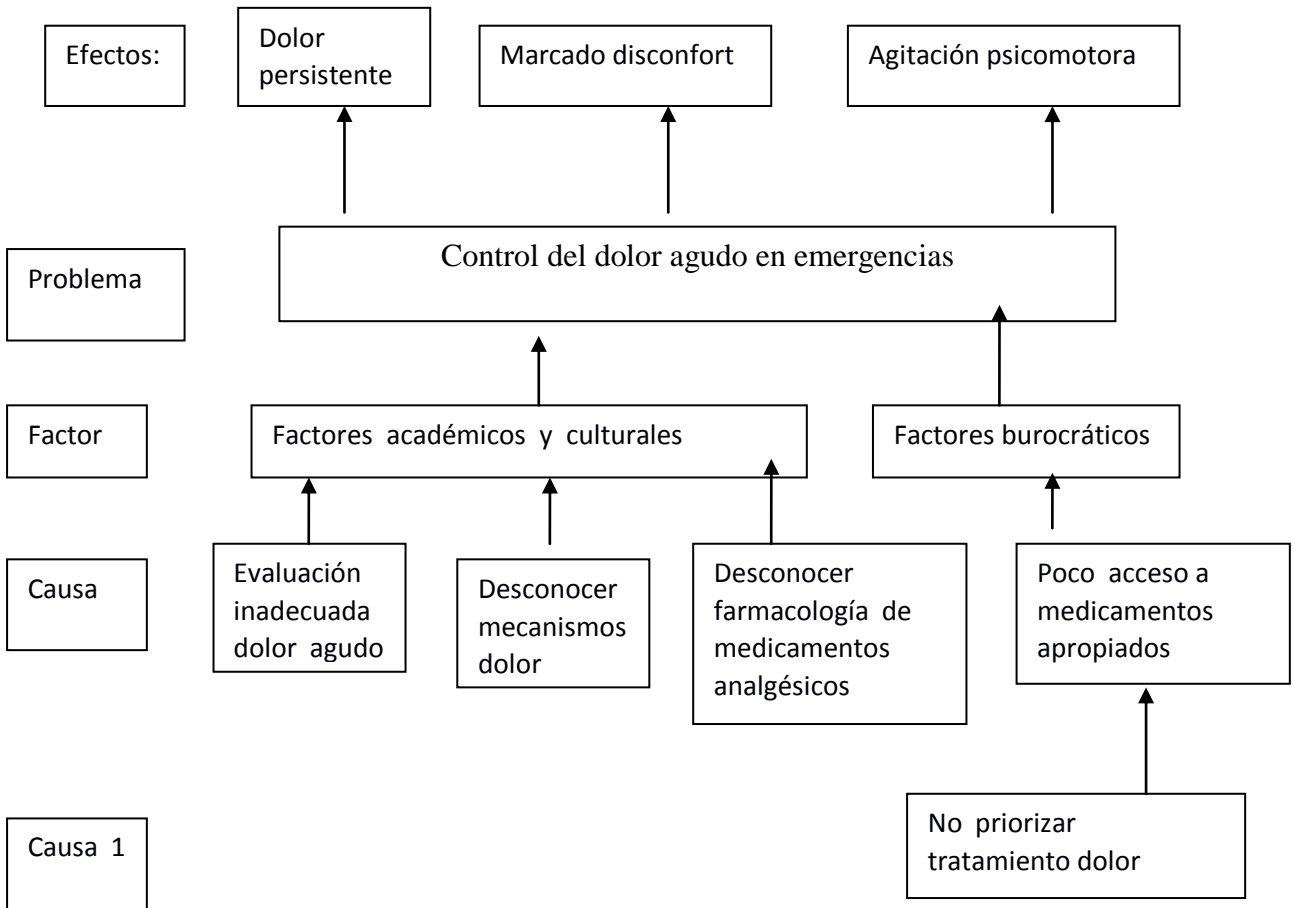 Efectos:
Dolor
persistente
Marcado disconfort
Agitación psicomotora
Problema
Control del dolor agudo en emergencias
Factor
Factores académicos y culturales
Factores burocráticos
Causa
Evaluación
inadecuada
dolor agudo
Desconocer
mecanismos
dolor
Desconocer
farmacología de
medicamentos
analgésicos
Poco acceso a
medicamentos
apropiados
Causa 1
No priorizar
tratamiento dolor